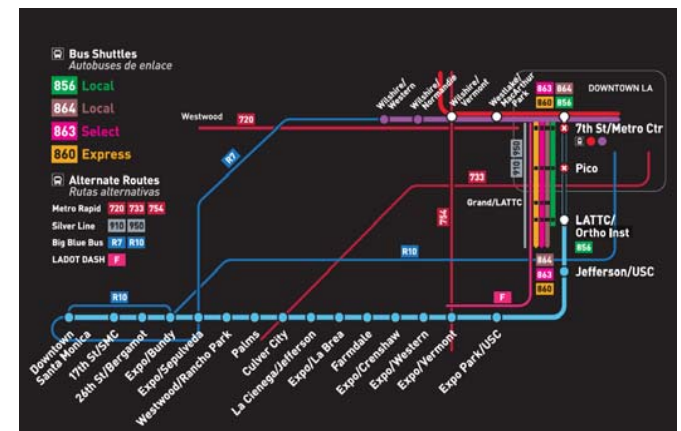 Bus Shuttles
Autobuses de enlace
856 Local
864 Local
863 Select
860 Express
Alternate Routes
Rutas alternativas
Metro Rapid 720 733 754
Silver Line 910 950
Big Blue Bus R7 R10
LADOT DASH F
Westwood
720
R7
Wilshire/
Western
Wilshire/
Normandie
Wilshire/
Vermont
Westlake/
MacArthur
Park
863 864
860 856
DOWNTOWN LA
7th St/Metro Ctr
Pico
910 950
733
754
Grand/LATTC
LATTC/
Ortho Inst
856
R10
864
863
860
Jefferson/USC
F
R10
Downtown
Santa Monica
17th St/SMC
26th St/Bergamot
Expo/Bundy
Expo/Sepulveda
Westwood/Rancho Park
Palms
Culver City
La Cienega/Jefferson
Expo/La Brea
Farmdale
Expo/Crenshaw
Expo/Western
Expo/Vermont
Expo Park/USC